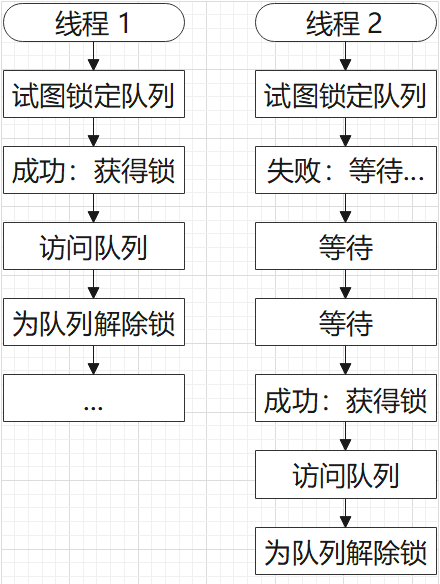 线程 1
试图锁定队列
成功：获得锁
访问队列
为队列解除锁
...
线程 2
试图锁定队列
失败：等待...
等待
等待
成功：获得锁
访问队列
为队列解除锁